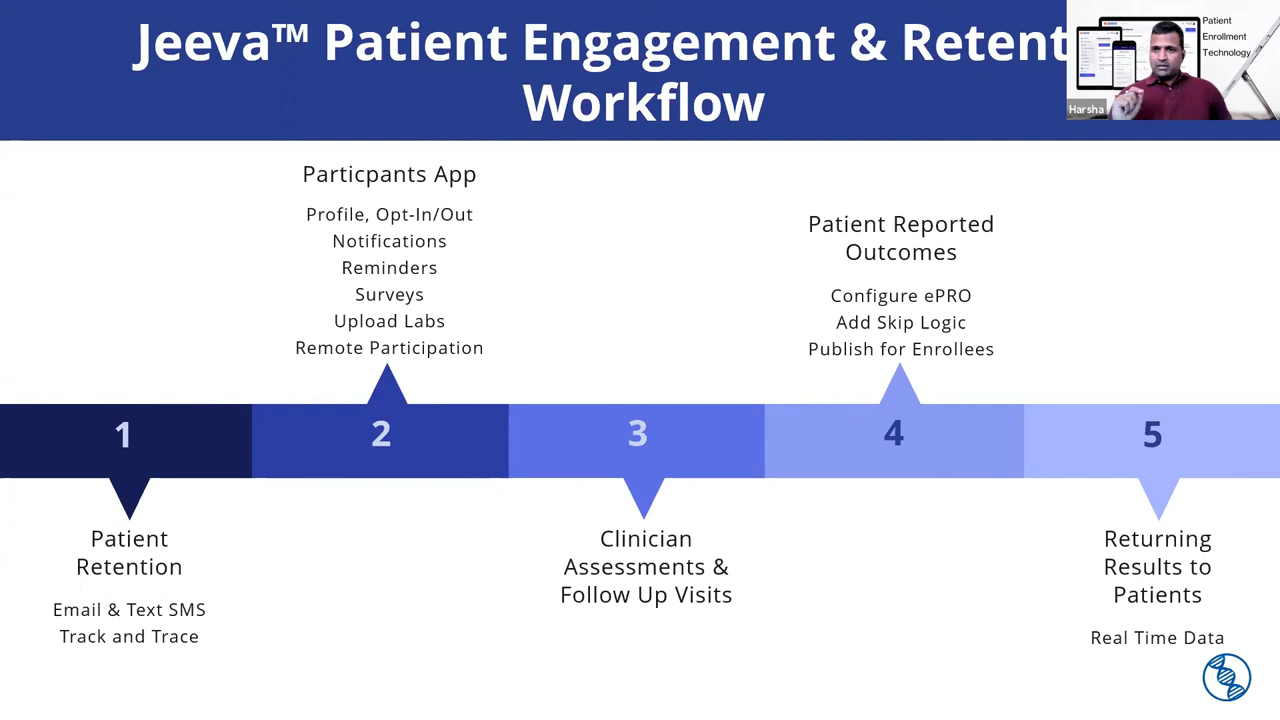 Jeeva™ Patient Engagement & Retent
Workflow
Patient
Enrollment
Technology
Harsha
Particpants App
Profile, Opt-In/Out
Notifications
Reminders
Surveys
Upload Labs
Remote Participation
Patient Reported
Outcomes
Configure ePRO
Add Skip Logic
Publish for Enrollees
1
2
3
4
5
Patient
Retention
Email & Text SMS
Track and Trace
Clinician
Assessments &
Follow Up Visits
Returning
Results to
Patients
Real Time Data